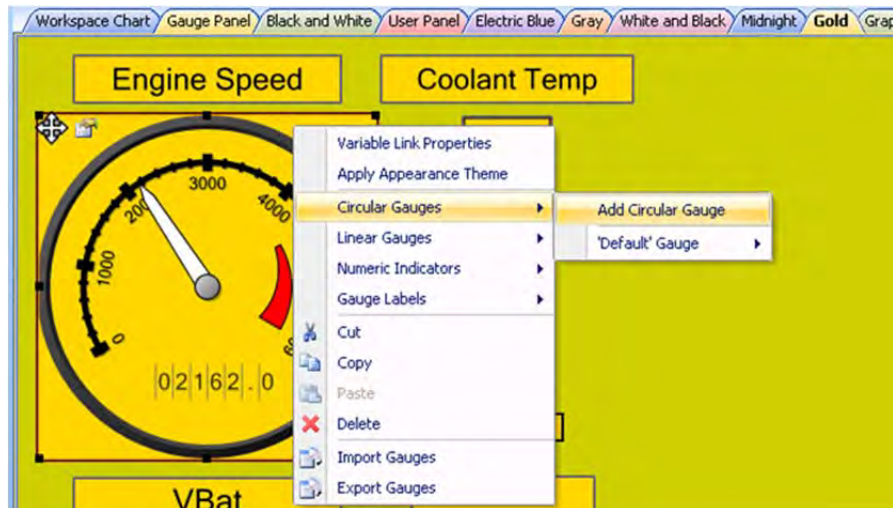 Workspace Chart Gauge Panel Black and White User Panel Electric Blue Gray White and Black Midnight Gold
Engine Speed Coolant Temp
Variable Link Properties
Apply Appearance Theme
Circular Gauges
Linear Gauges
Numeric Indicators
Gauge Labels
Cut
Copy
Paste
Delete
Import Gauges
Export Gauges
Add Circular Gauge
'Default' Gauge
0
1000
2000
3000
4000
02162.0
VBat